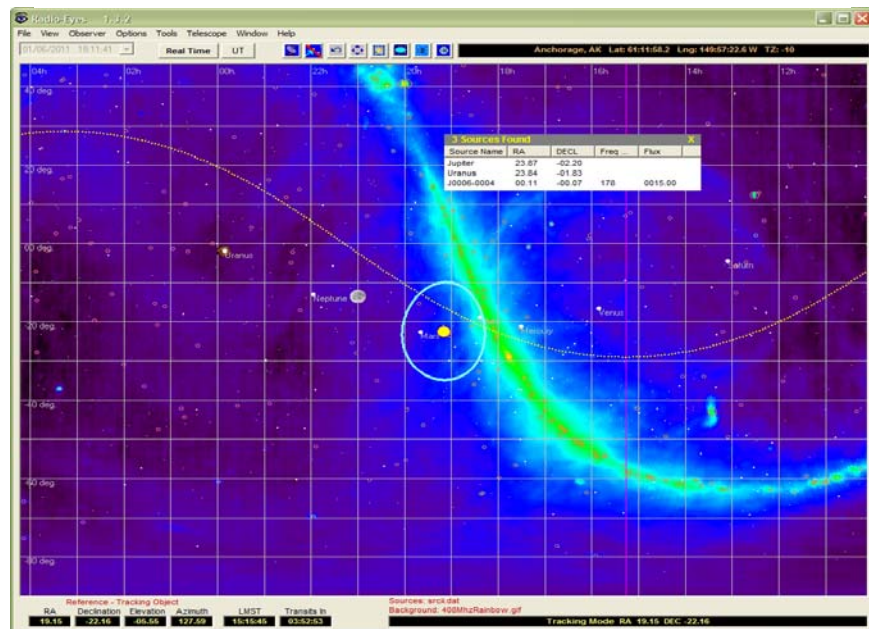 Radio-Eyes 1.3.2
File View Observer Options Tools Telescope Window Help
01/06/2011 18:11:41 Real Time UT Anchorage, AK Lat: 61:11:58.2 Lng: 149:57:22.6 W TZ: -10
04h 02h 00h 22h 20h 18h 16h 14h 12h
40 deg.
3 Sources Found X
Source Name RA DECL Freq ... Flux
Jupiter 23.87 -02.20
Uranus 23.84 -01.83
J0006-0004 00.11 -00.07 178 0015.00
20 deg.
00 deg.
Uranus
Saturn
Neptune
Venus
-20 deg.
Mars Mercury
-40 deg.
-60 deg.
-80 deg.
Reference - Tracking Object Sources: srckl.dat
RA Declination Elevation Azimuth LMST Transits In Background: 408MhzRainbow.gif
19.15 -22.16 -05.55 127.59 15:15:45 03:52:53 Tracking Mode RA 19.15 DEC -22.16